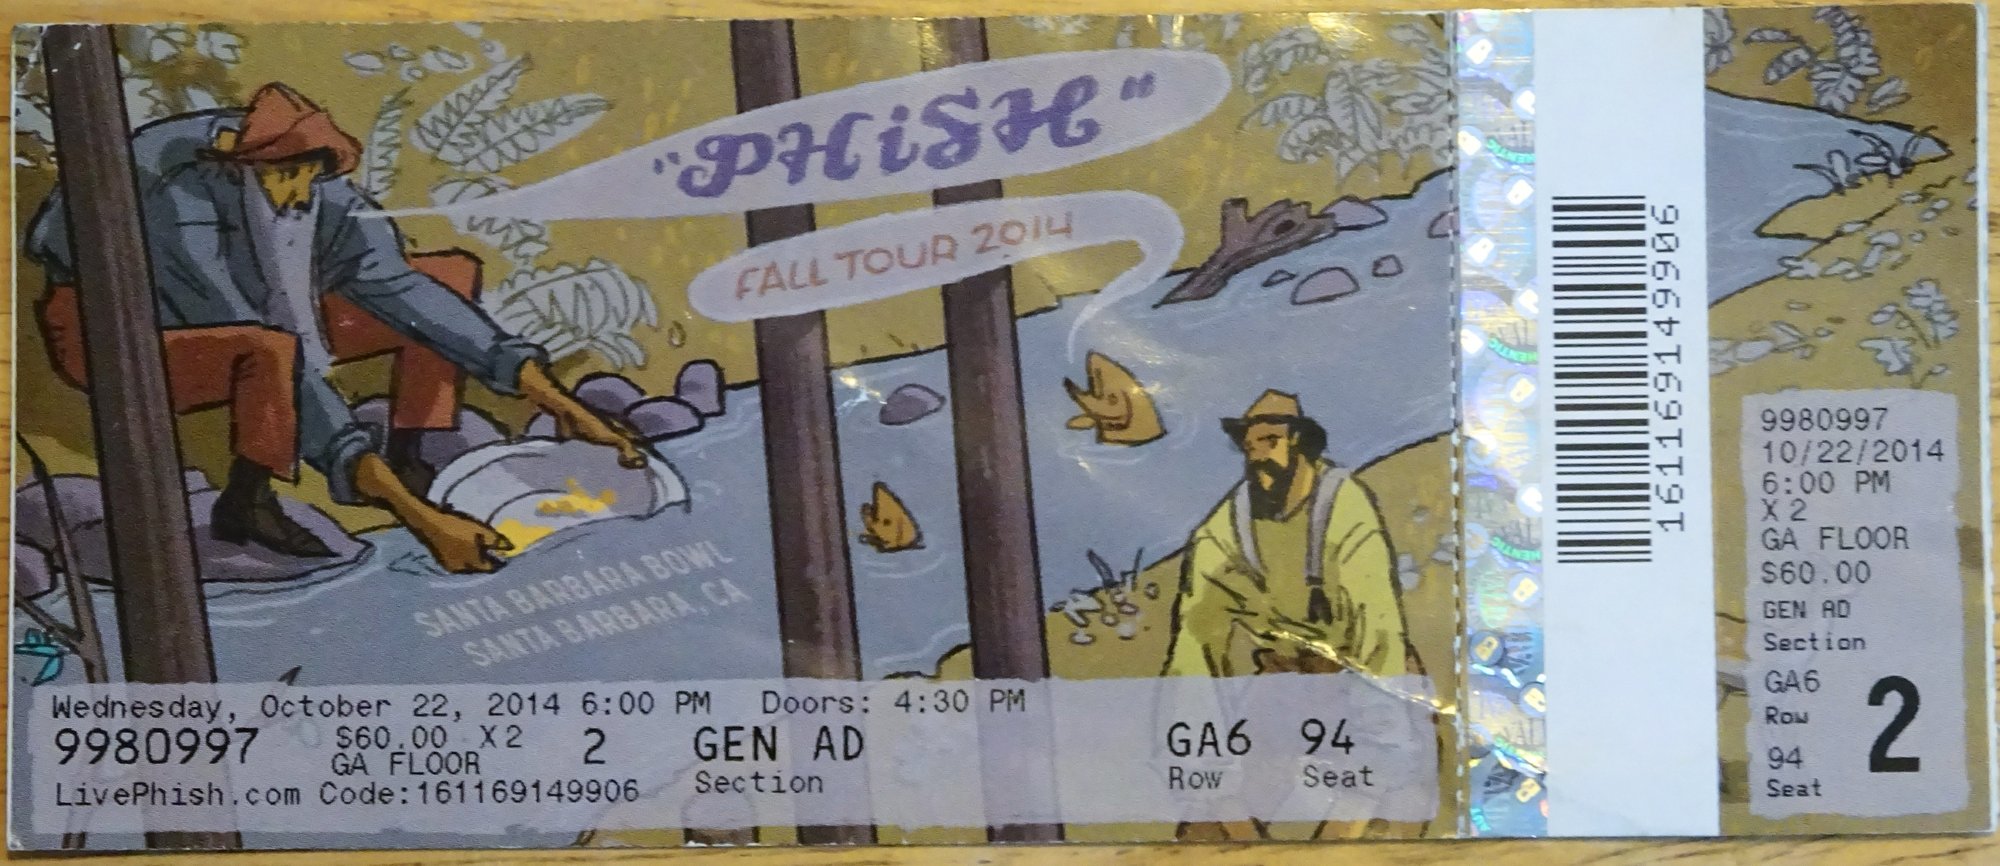 "PHiSH"
FALL TOUR 2014
SANTA BARBARA BOWL
SANTA BARBARA, CA
Wednesday, October 22, 2014 6:00 PM Doors: 4:30 PM
9980997 $60.00 X2 2 GEN AD GA6 94
GA FLOOR Section Row Seat
LivePhish.com Code:161169149906
161169149906
9980997
10/22/2014
6:00 PM
X2
GA FLOOR
$60.00
GEN AD
Section
GA6
Row
2
94
Seat